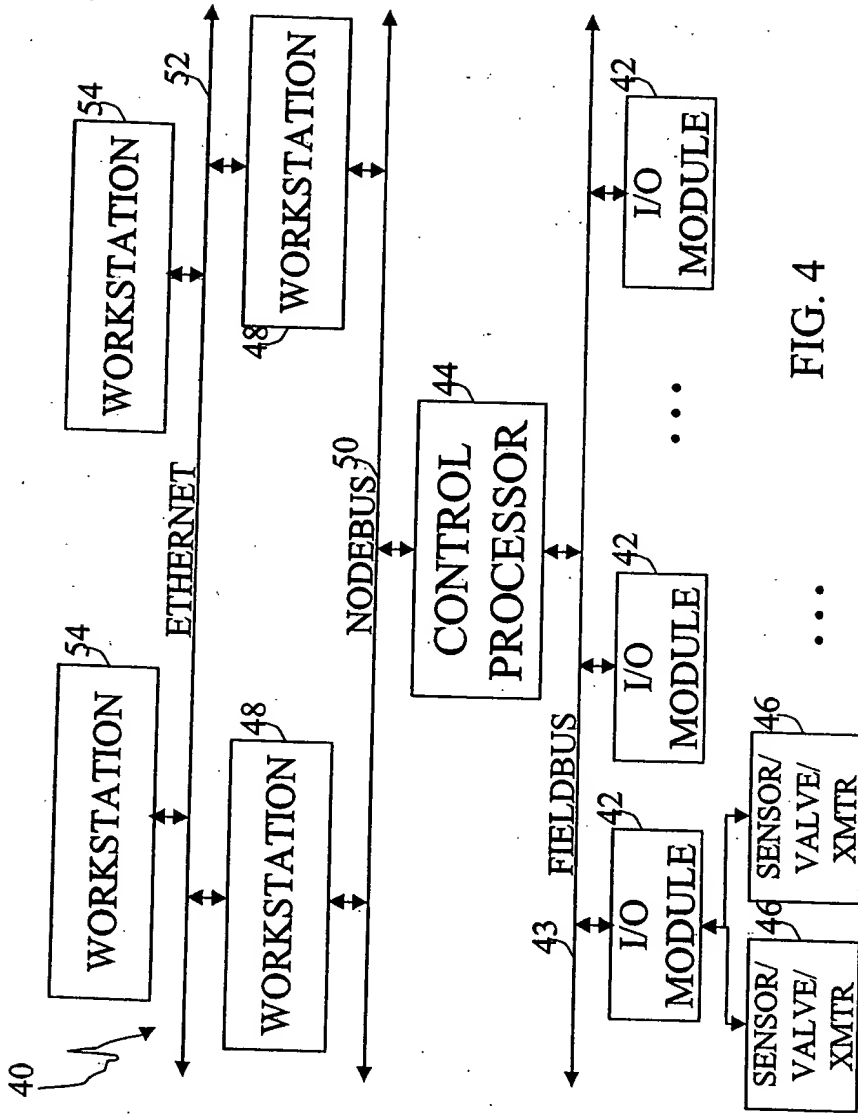 40
54
WORKSTATION
54
WORKSTATION
ETHERNET
52
48
WORKSTATION
48
WORKSTATION
NODEBUS
50
44
CONTROL
PROCESSOR
FIELDBUS
43
42
I/O
MODULE
42
I/O
MODULE
42
I/O
MODULE
...
46
SENSOR/
VALVE/
XMTR
46
SENSOR/
VALVE/
XMTR
...
FIG. 4